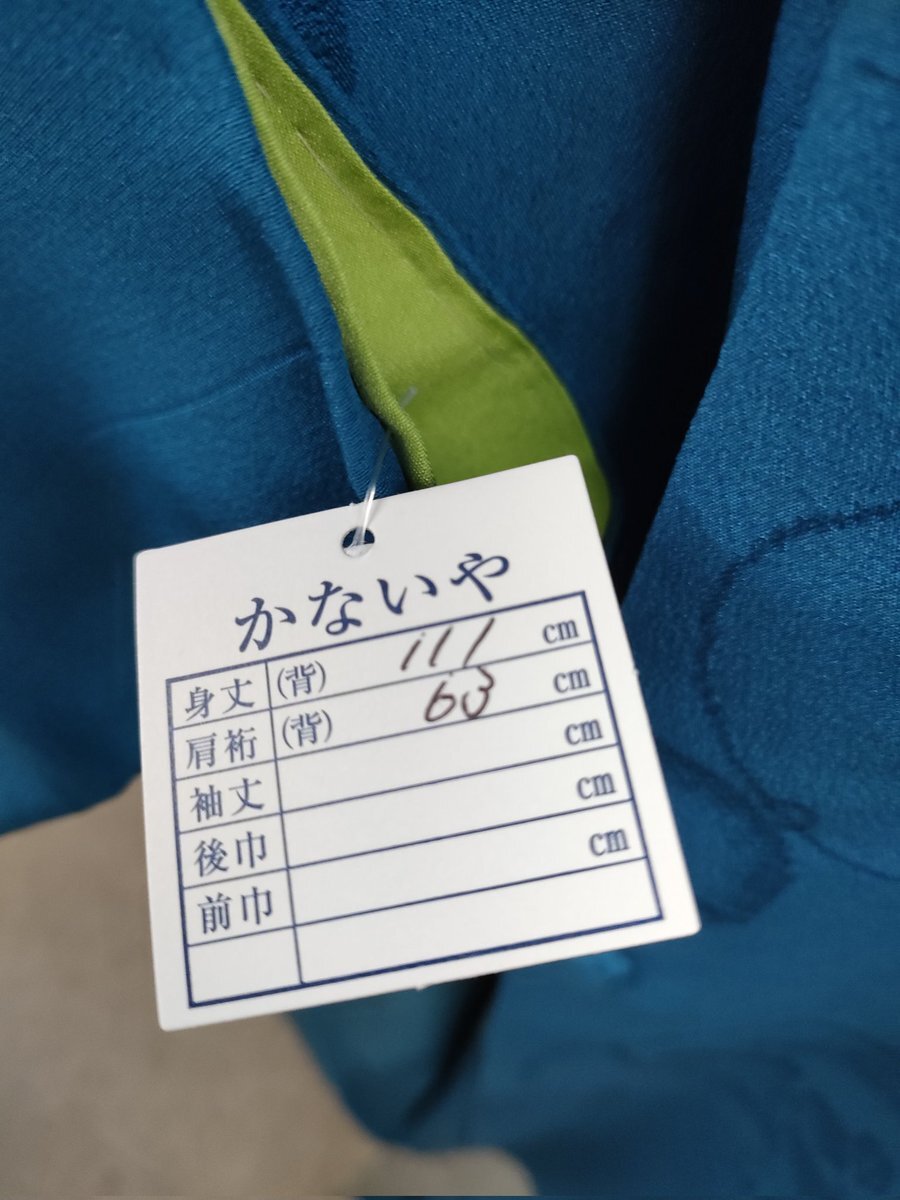 かないや
身丈 (背) 111 cm
肩裄 (背) 63 cm
袖丈 cm
後巾 cm
前巾 cm